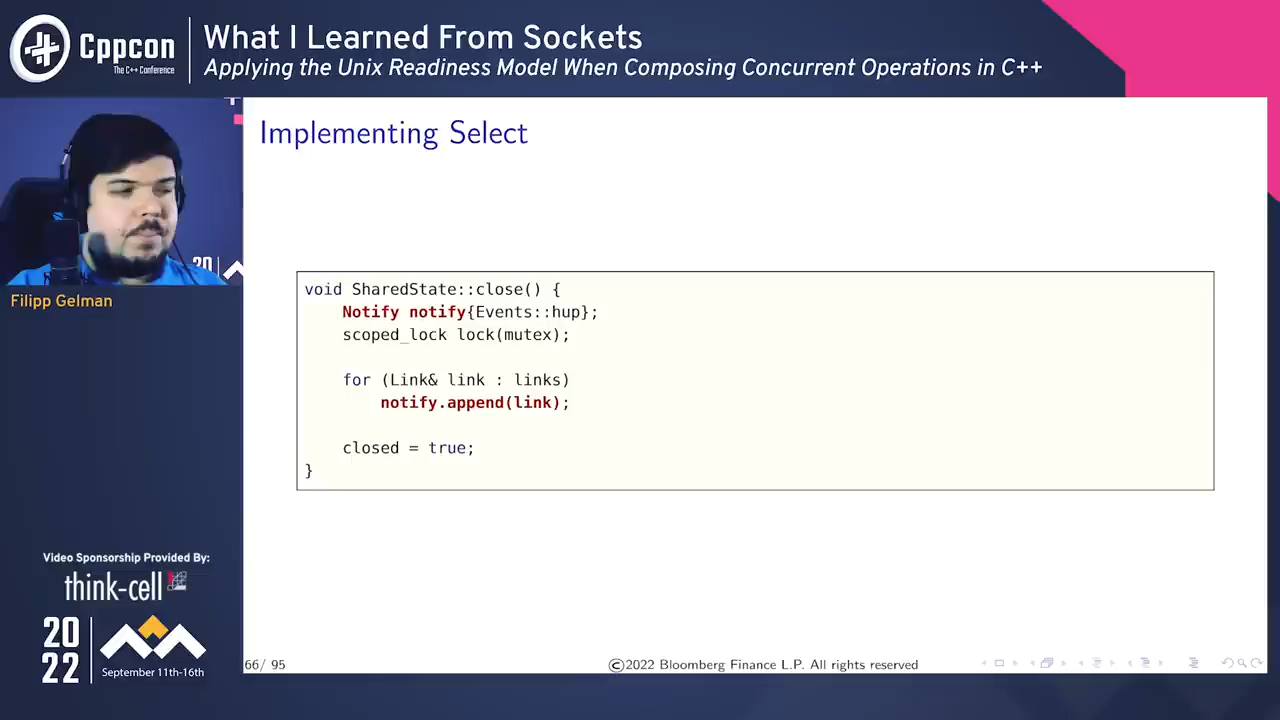 Cppcon
The C++ Conference
What I Learned From Sockets
Applying the Unix Readiness Model When Composing Concurrent Operations in C++
20
Filipp Gelman
Implementing Select
void SharedState::close() {
Notify notify{Events::hup};
scoped_lock lock(mutex);
for (Link& link : links)
notify.append(link);
closed = true;
}
Video Sponsorship Provided By:
think-cell
20
22
September 11th-16th
66/ 95
©2022 Bloomberg Finance L.P. All rights reserved